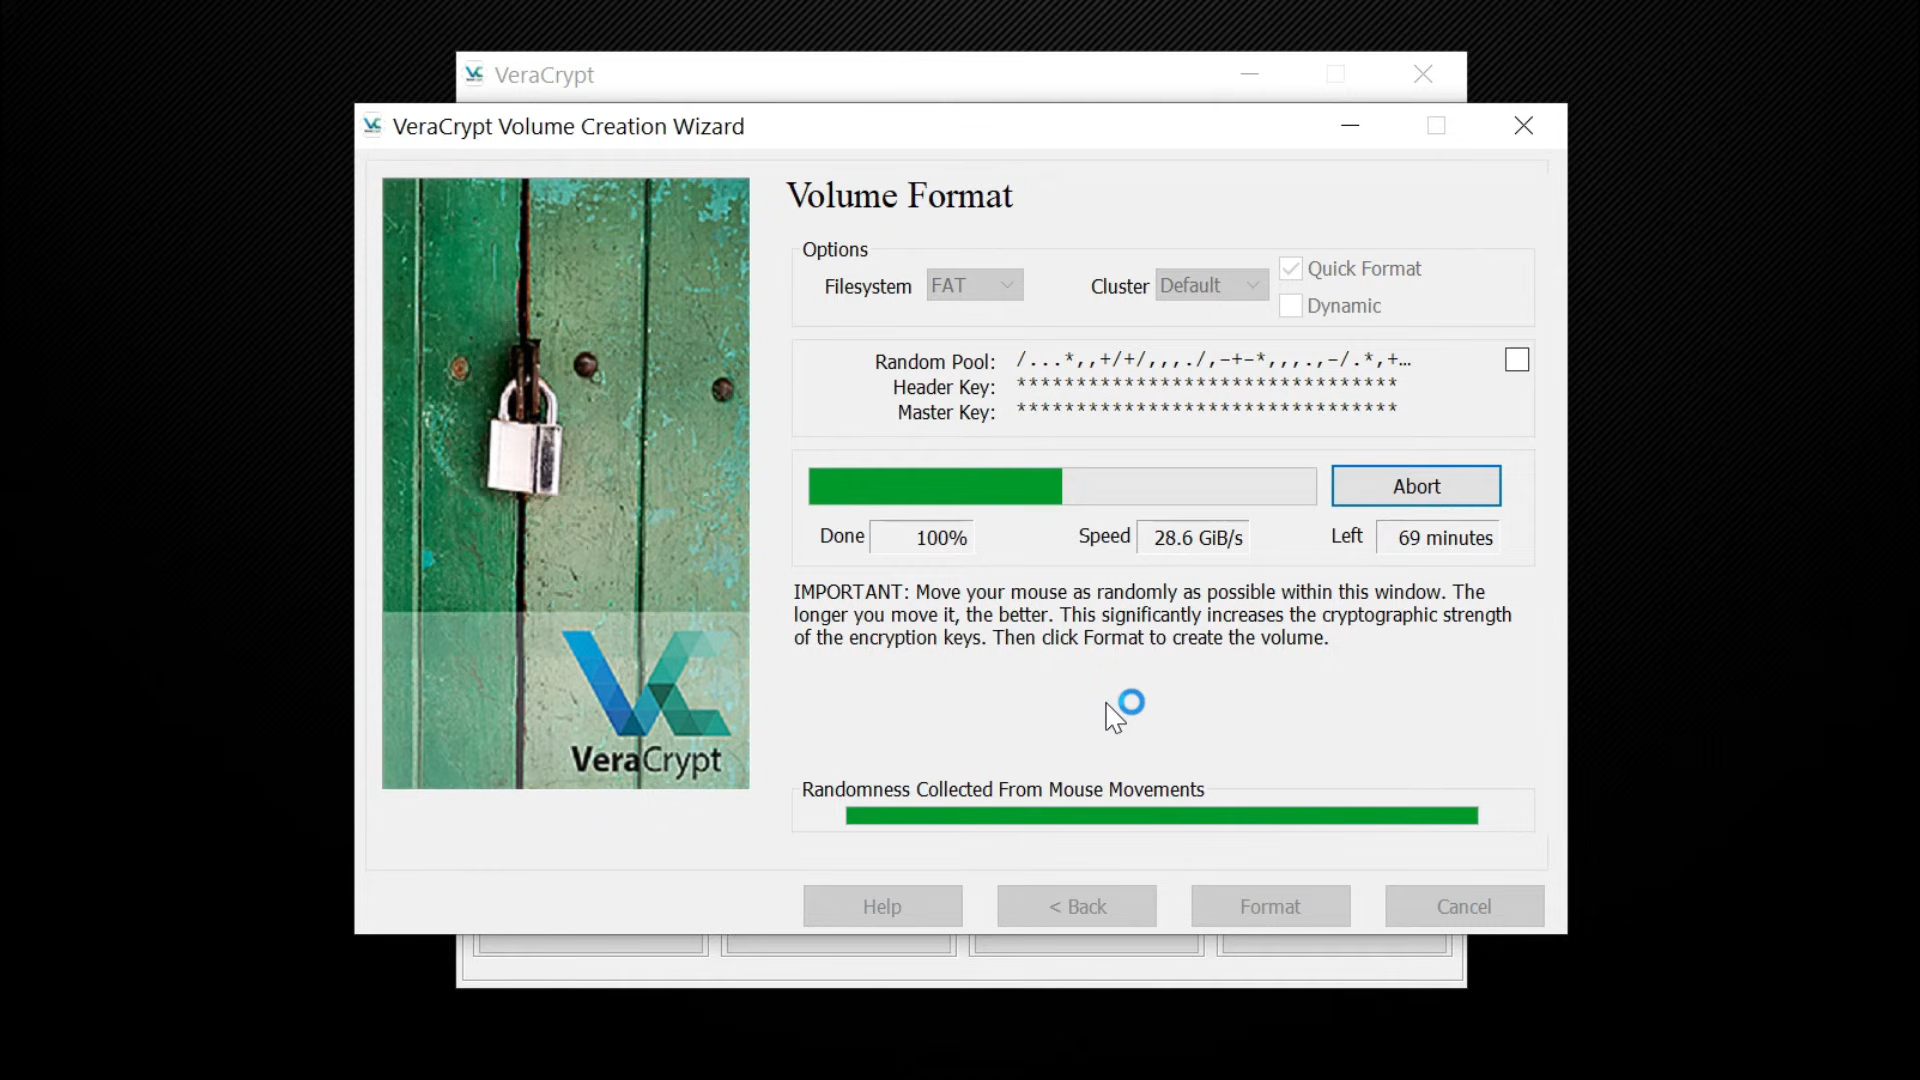 VeraCrypt
VeraCrypt Volume Creation Wizard
Volume Format
Options
Filesystem FAT Cluster Default Quick Format
Dynamic
Random Pool: /...*,,+/+/,,,./,-+-*,,,.,-/.*,+...
Header Key: ********************************
Master Key: ********************************
Abort
Done 100% Speed 28.6 GiB/s Left 69 minutes
IMPORTANT: Move your mouse as randomly as possible within this window. The
longer you move it, the better. This significantly increases the cryptographic strength
of the encryption keys. Then click Format to create the volume.
VeraCrypt
Randomness Collected From Mouse Movements
Help < Back Format Cancel